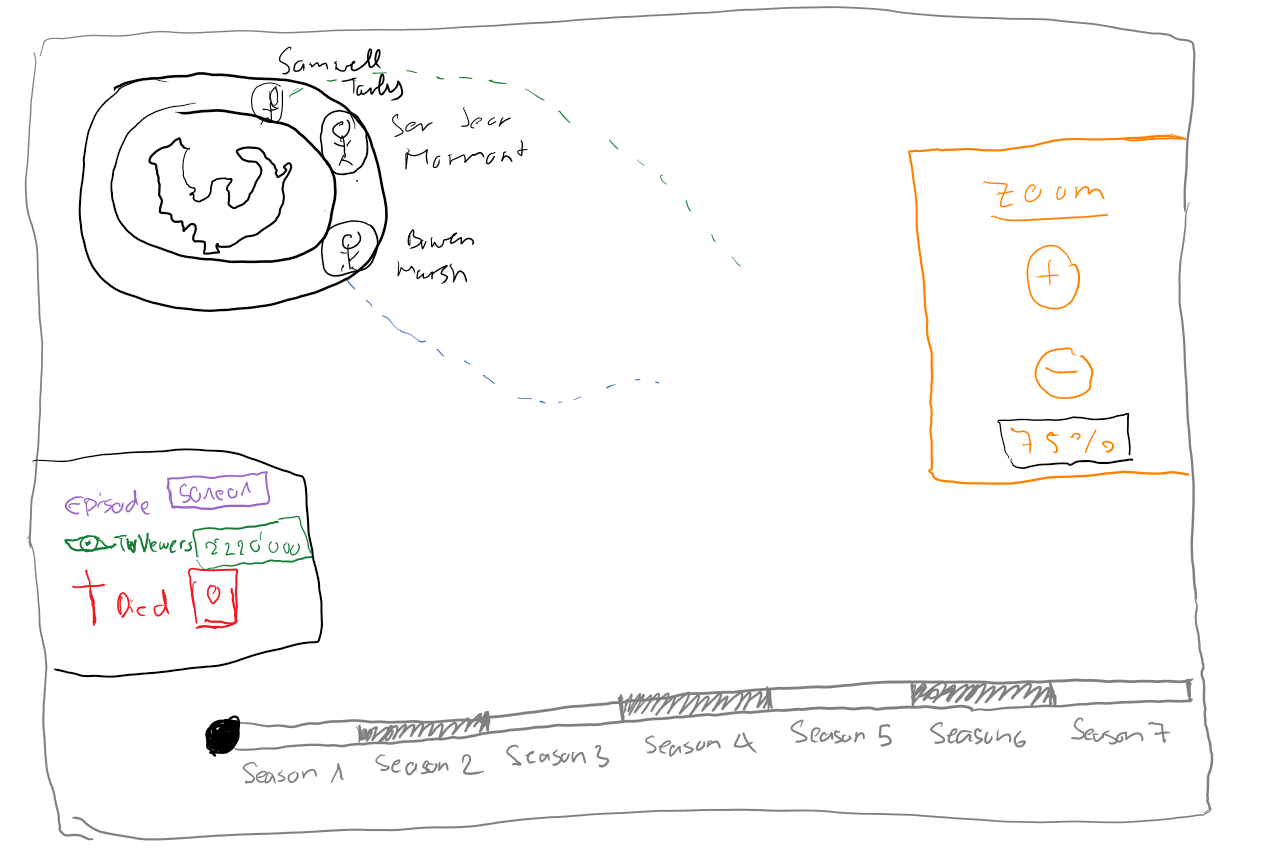 Samwell
Tarly
Ser Jeor
Mormont
Bowen
Marsh
Zoom
+
−
75%
Episode S01E01
TV Vewers 2220'000
Died 0
Season 1
Season 2
Season 3
Season 4
Season 5
Season 6
Season 7